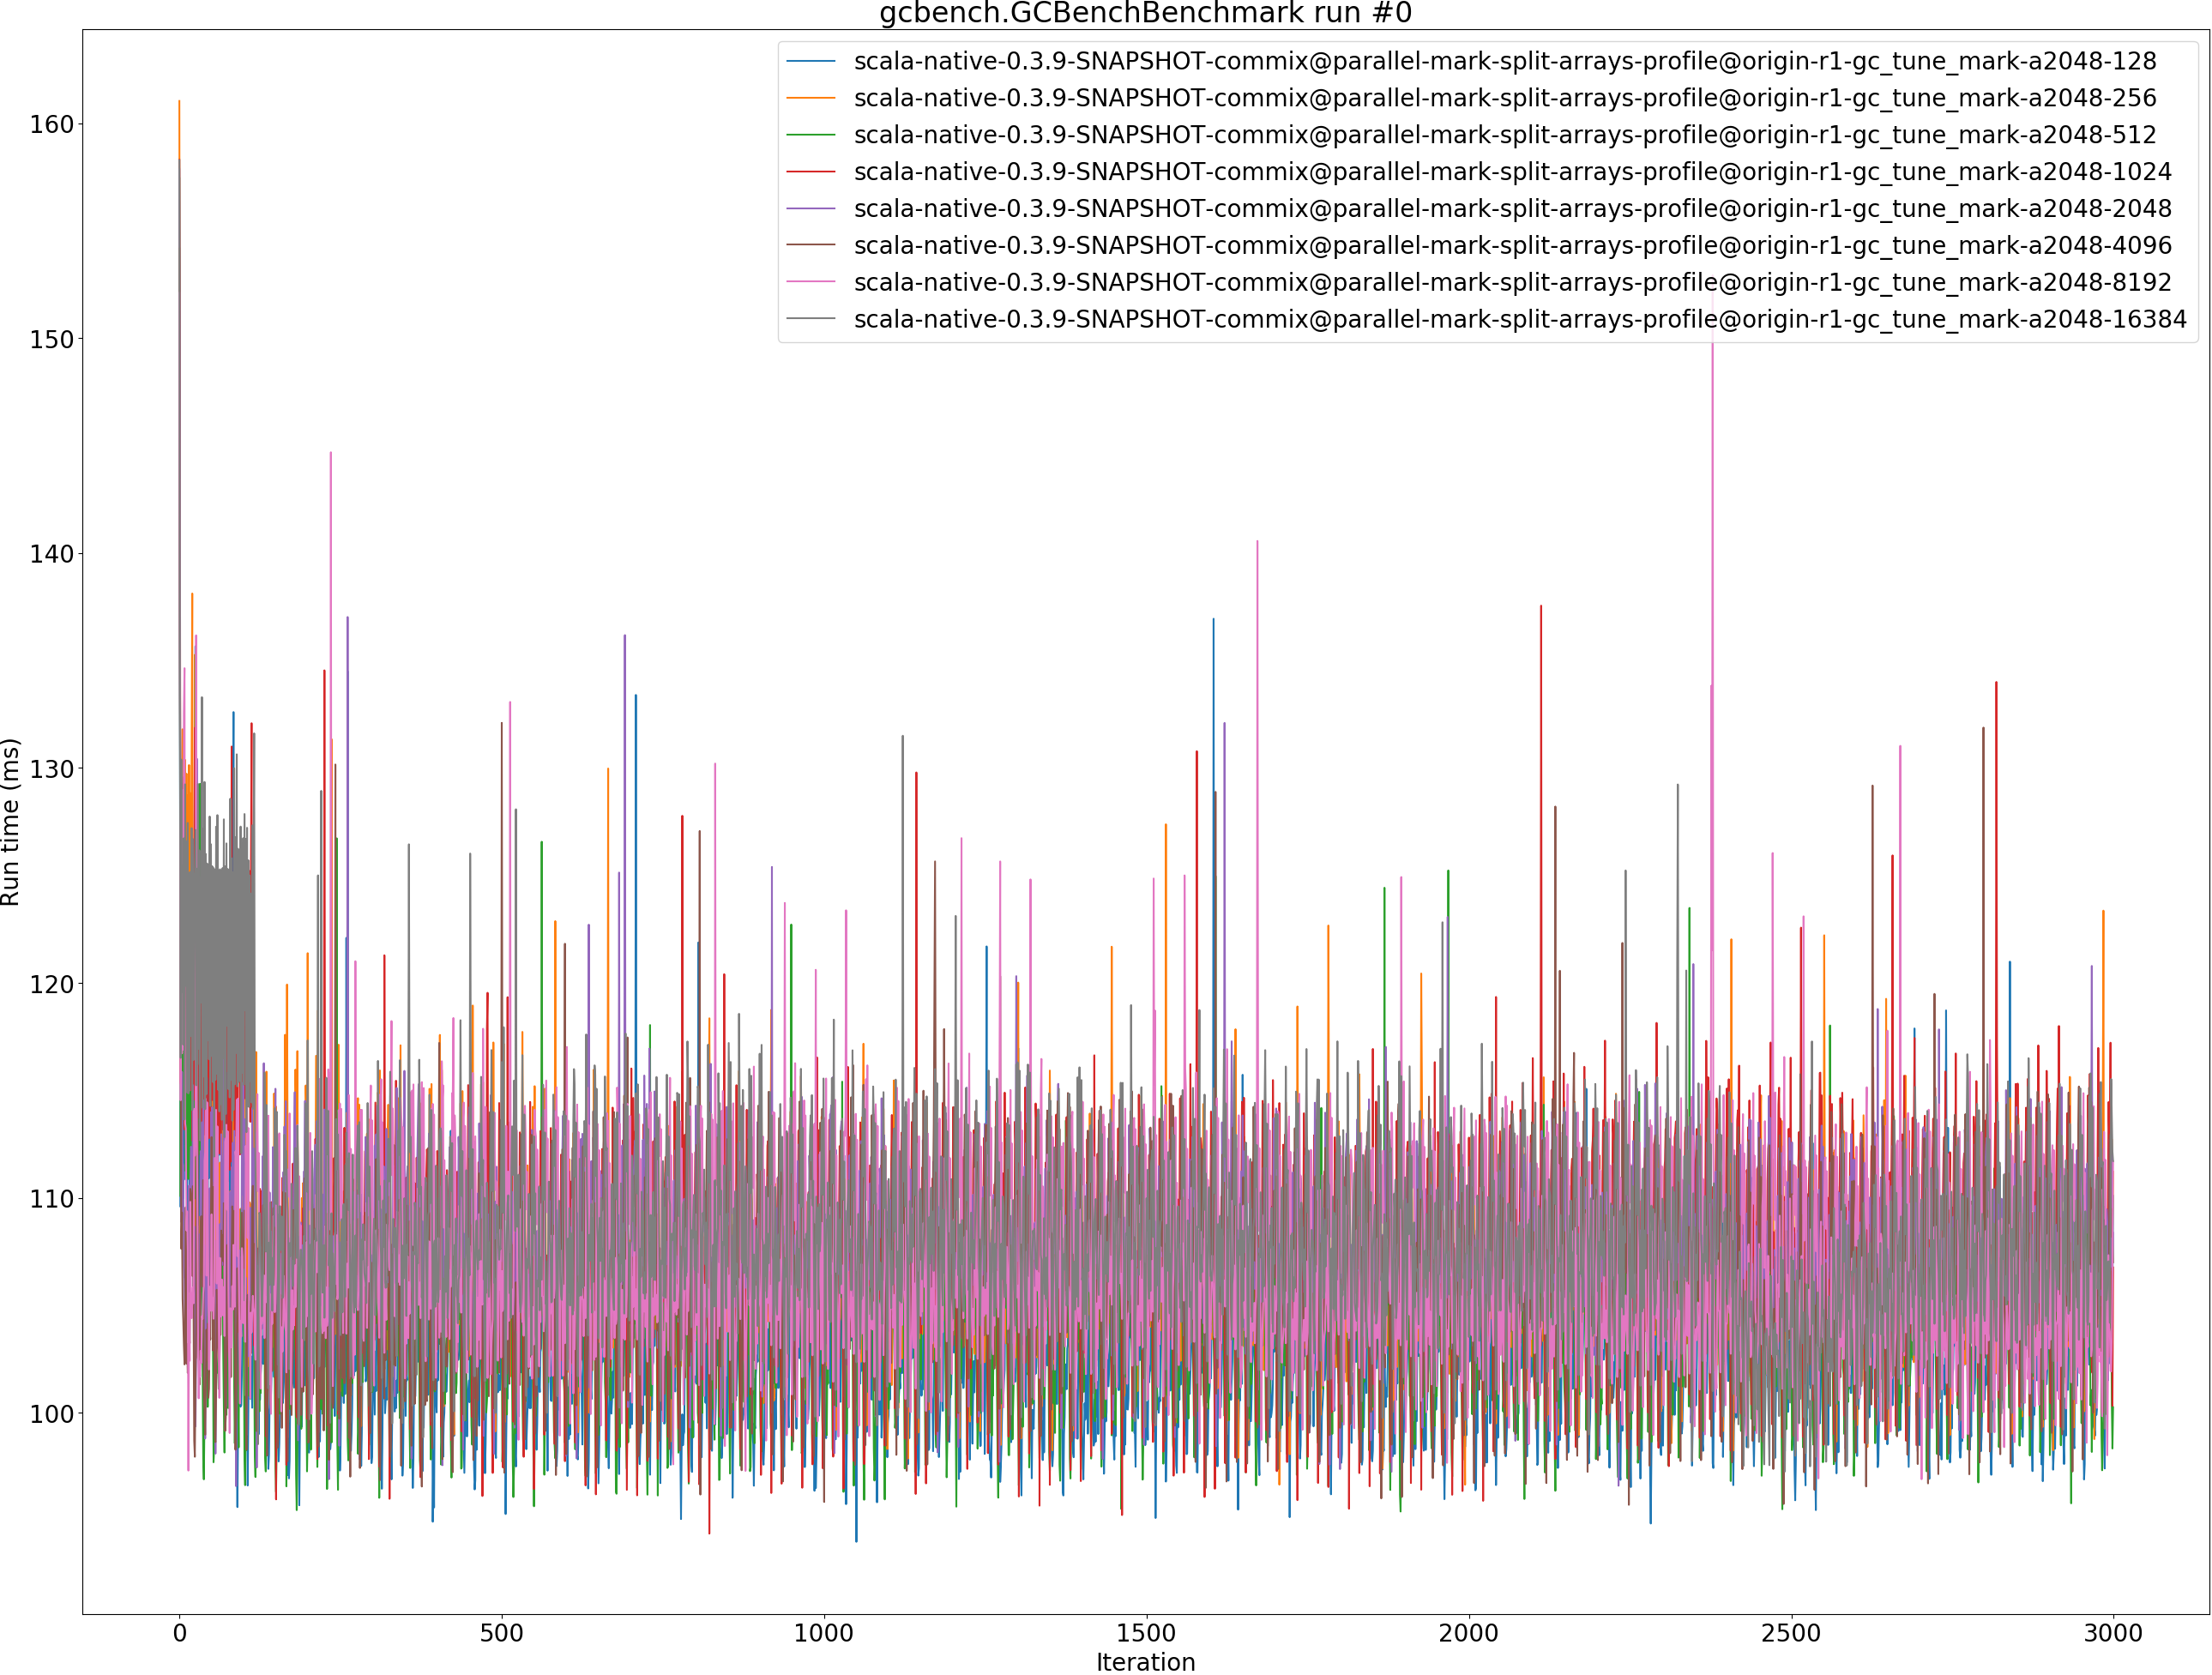 gcbench.GCBenchBenchmark run #0
scala-native-0.3.9-SNAPSHOT-commix@parallel-mark-split-arrays-profile@origin-r1-gc_tune_mark-a2048-128
scala-native-0.3.9-SNAPSHOT-commix@parallel-mark-split-arrays-profile@origin-r1-gc_tune_mark-a2048-256
scala-native-0.3.9-SNAPSHOT-commix@parallel-mark-split-arrays-profile@origin-r1-gc_tune_mark-a2048-512
scala-native-0.3.9-SNAPSHOT-commix@parallel-mark-split-arrays-profile@origin-r1-gc_tune_mark-a2048-1024
scala-native-0.3.9-SNAPSHOT-commix@parallel-mark-split-arrays-profile@origin-r1-gc_tune_mark-a2048-2048
scala-native-0.3.9-SNAPSHOT-commix@parallel-mark-split-arrays-profile@origin-r1-gc_tune_mark-a2048-4096
scala-native-0.3.9-SNAPSHOT-commix@parallel-mark-split-arrays-profile@origin-r1-gc_tune_mark-a2048-8192
scala-native-0.3.9-SNAPSHOT-commix@parallel-mark-split-arrays-profile@origin-r1-gc_tune_mark-a2048-16384
Run time (ms)
160
150
140
130
120
110
100
0 500 1000 1500 2000 2500 3000
Iteration